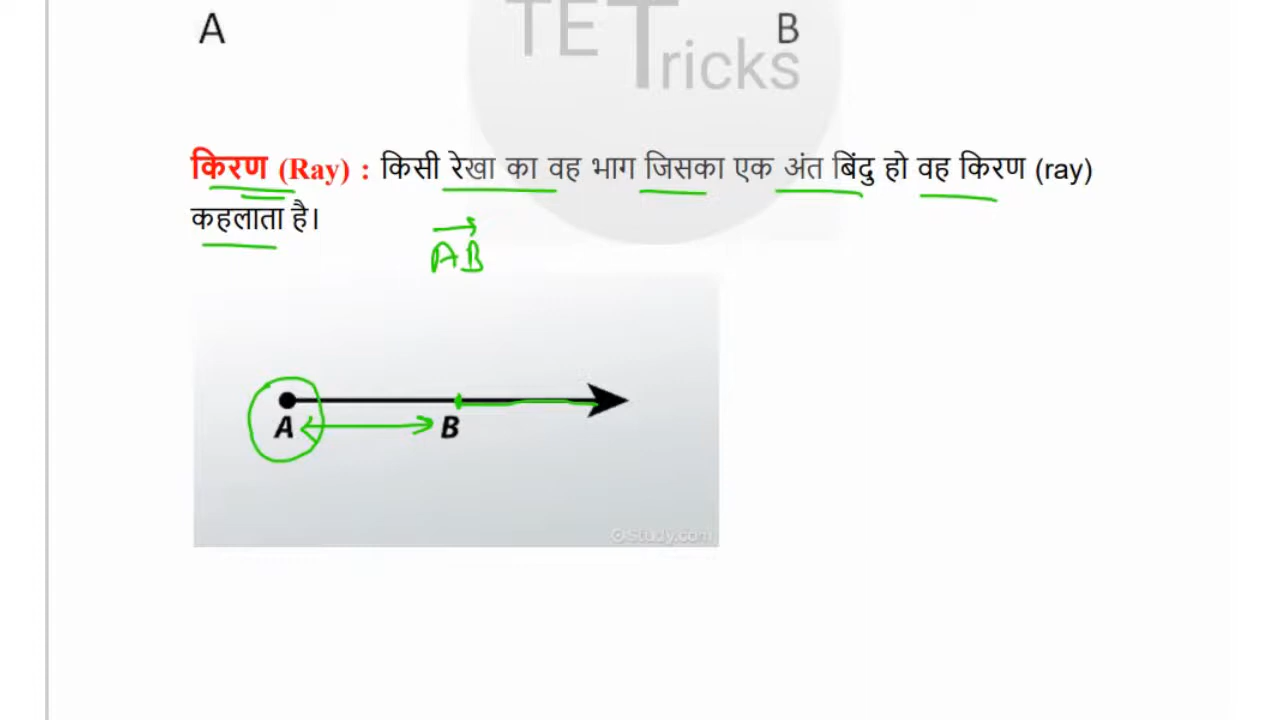 A B
TETricks
किरण (Ray) : किसी रेखा का वह भाग जिसका एक अंत बिंदु हो वह किरण (ray)
कहलाता है।
AB
A B
©Study.com